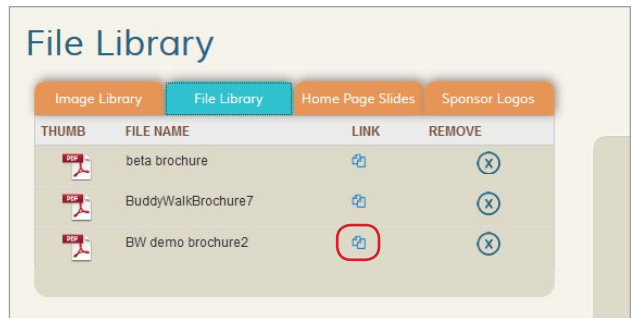 File Library
Image Library File Library Home Page Slides Sponsor Logos
THUMB FILE NAME LINK REMOVE
PDF beta brochure X
PDF BuddyWalkBrochure7 X
PDF BW demo brochure2 X